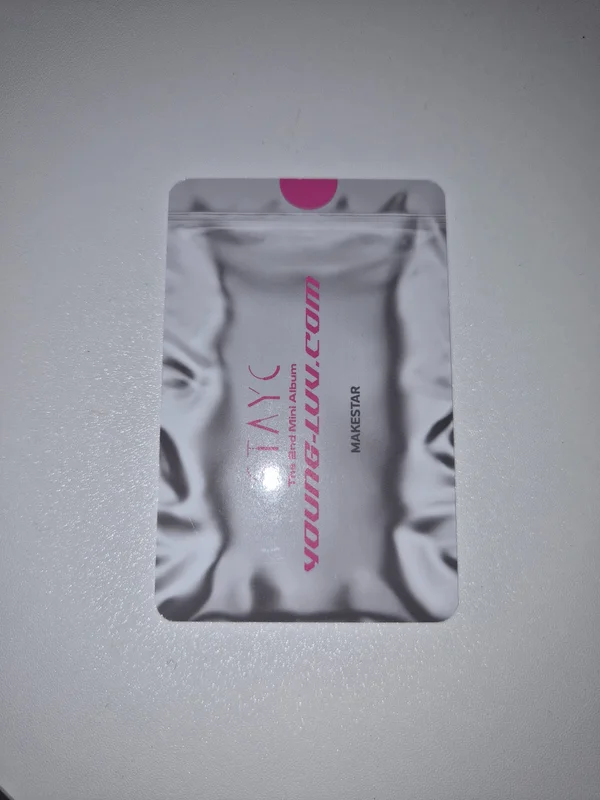 STAYC
The 2nd Mini Album
YOUNG-LUV.COM
MAKESTAR